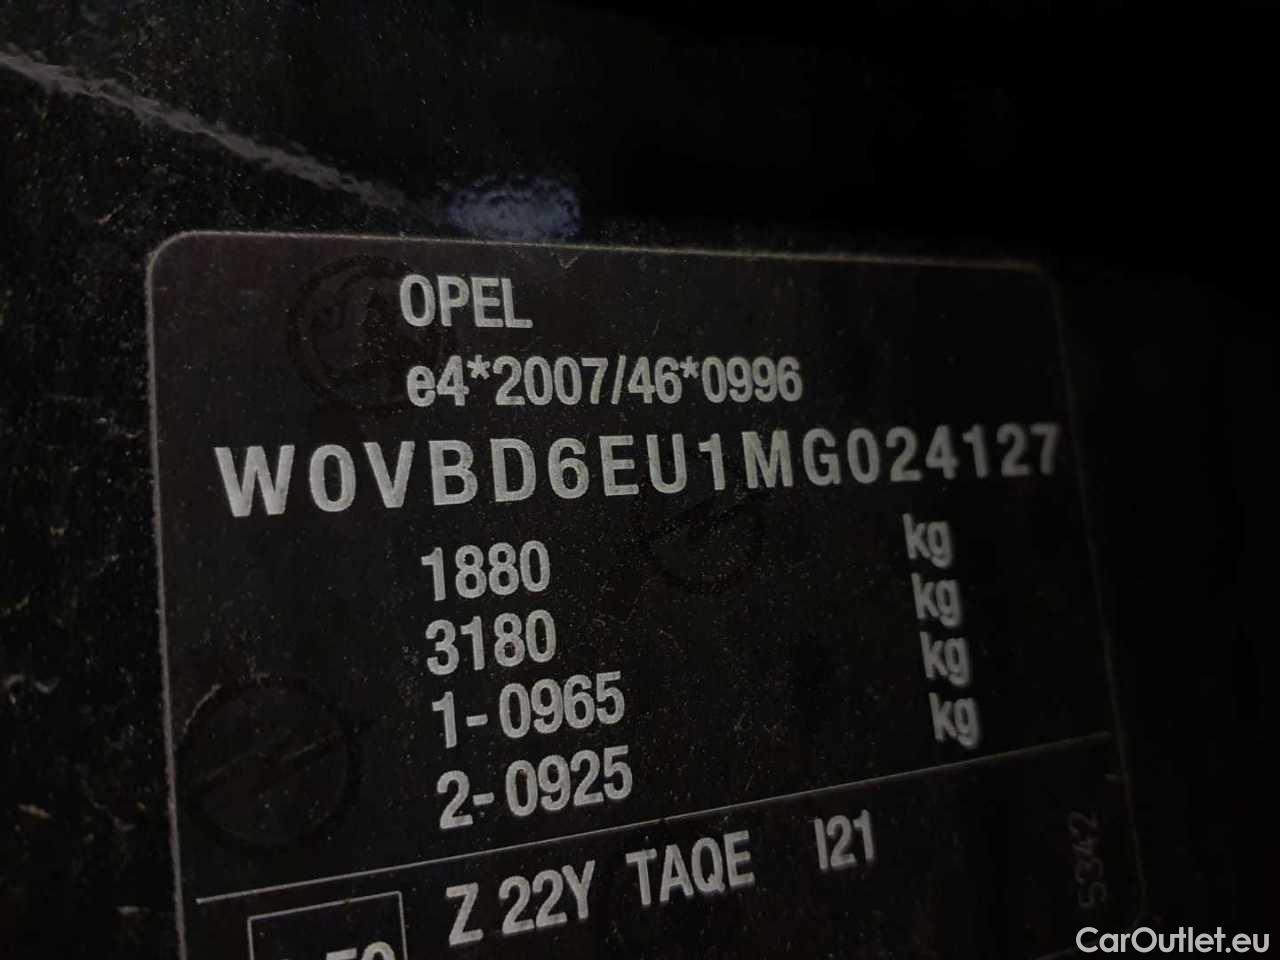 OPEL
e4*2007/46*0996
W0VBD6EU1MG024127
1880 kg
3180 kg
1-0965 kg
2-0925 kg
Z 22Y TAQE I21
5342
CarOutlet.eu